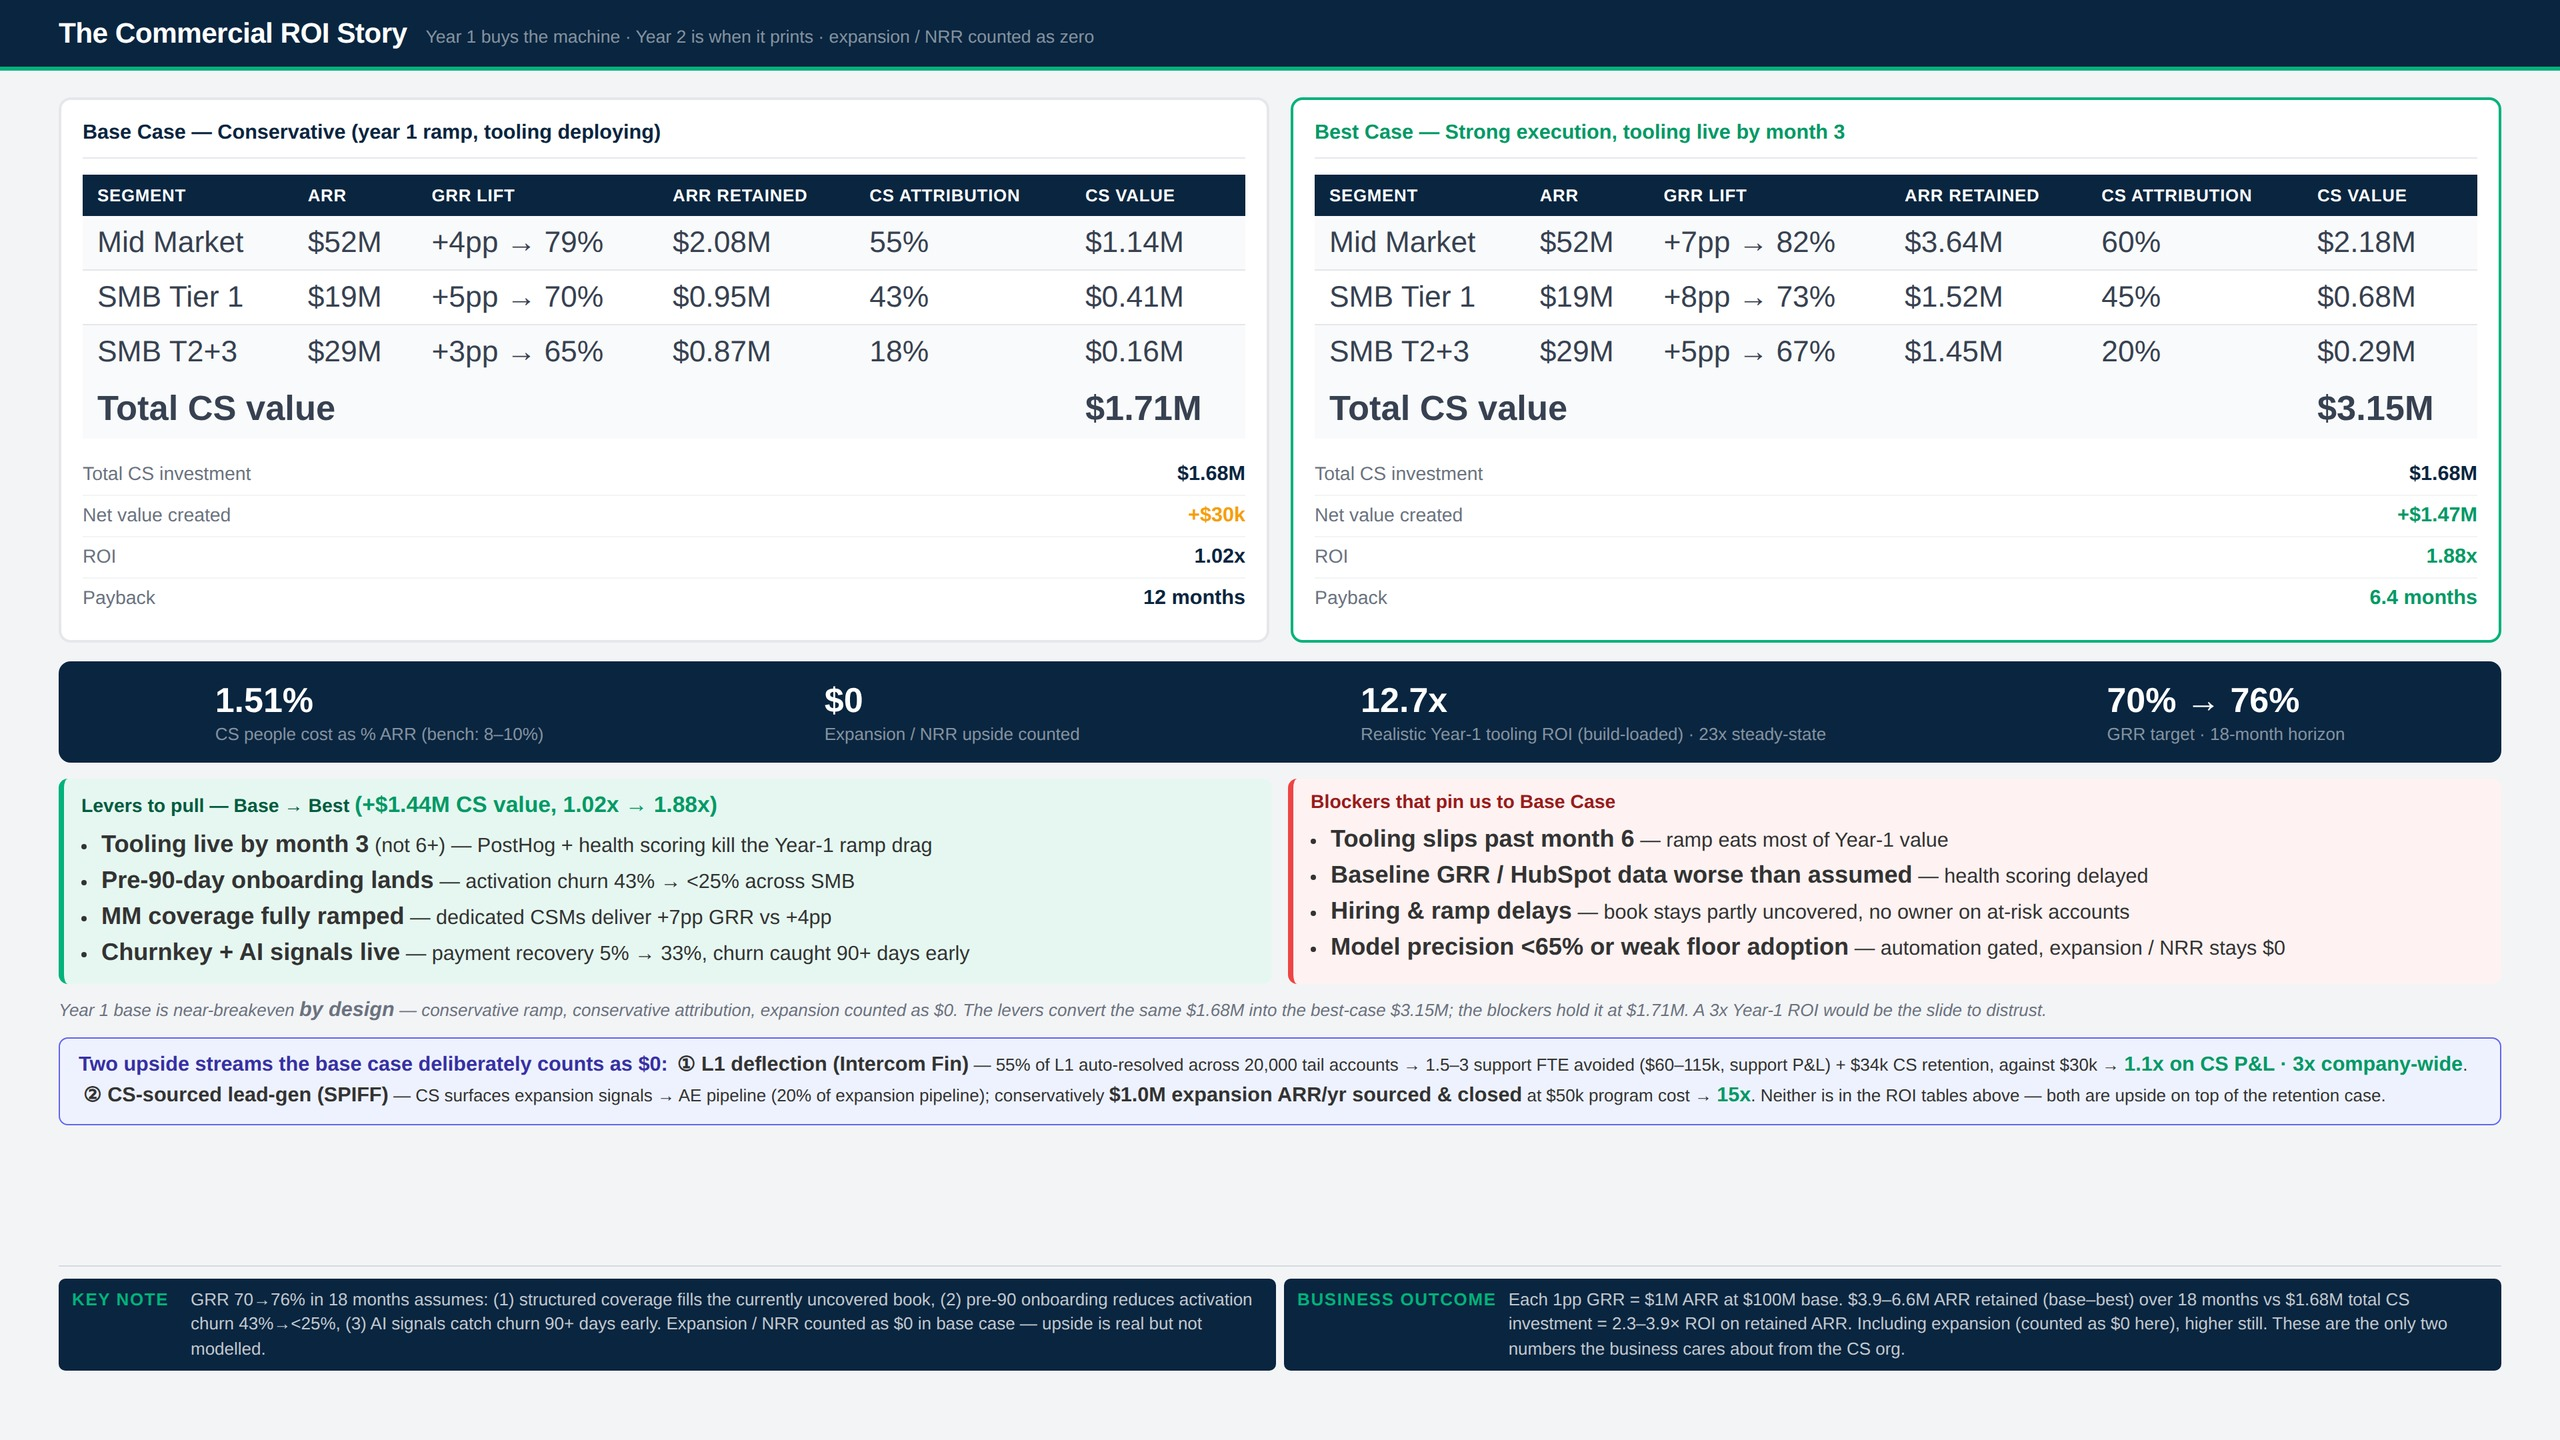 The Commercial ROI Story Year 1 buys the machine · Year 2 is when it prints · expansion / NRR counted as zero
Base Case — Conservative (year 1 ramp, tooling deploying)
SEGMENT ARR GRR LIFT ARR RETAINED CS ATTRIBUTION CS VALUE
Mid Market $52M +4pp → 79% $2.08M 55% $1.14M
SMB Tier 1 $19M +5pp → 70% $0.95M 43% $0.41M
SMB T2+3 $29M +3pp → 65% $0.87M 18% $0.16M
Total CS value $1.71M
Total CS investment $1.68M
Net value created +$30k
ROI 1.02x
Payback 12 months
Best Case — Strong execution, tooling live by month 3
SEGMENT ARR GRR LIFT ARR RETAINED CS ATTRIBUTION CS VALUE
Mid Market $52M +7pp → 82% $3.64M 60% $2.18M
SMB Tier 1 $19M +8pp → 73% $1.52M 45% $0.68M
SMB T2+3 $29M +5pp → 67% $1.45M 20% $0.29M
Total CS value $3.15M
Total CS investment $1.68M
Net value created +$1.47M
ROI 1.88x
Payback 6.4 months
1.51%
CS people cost as % ARR (bench: 8–10%)
$0
Expansion / NRR upside counted
12.7x
Realistic Year-1 tooling ROI (build-loaded) · 23x steady-state
70% → 76%
GRR target · 18-month horizon
Levers to pull — Base → Best (+$1.44M CS value, 1.02x → 1.88x)
• Tooling live by month 3 (not 6+) — PostHog + health scoring kill the Year-1 ramp drag
• Pre-90-day onboarding lands — activation churn 43% → <25% across SMB
• MM coverage fully ramped — dedicated CSMs deliver +7pp GRR vs +4pp
• Churnkey + AI signals live — payment recovery 5% → 33%, churn caught 90+ days early
Blockers that pin us to Base Case
• Tooling slips past month 6 — ramp eats most of Year-1 value
• Baseline GRR / HubSpot data worse than assumed — health scoring delayed
• Hiring & ramp delays — book stays partly uncovered, no owner on at-risk accounts
• Model precision <65% or weak floor adoption — automation gated, expansion / NRR stays $0
Year 1 base is near-breakeven by design — conservative ramp, conservative attribution, expansion counted as $0. The levers convert the same $1.68M into the best-case $3.15M; the blockers hold it at $1.71M. A 3x Year-1 ROI would be the slide to distrust.
Two upside streams the base case deliberately counts as $0: ① L1 deflection (Intercom Fin) — 55% of L1 auto-resolved across 20,000 tail accounts → 1.5–3 support FTE avoided ($60–115k, support P&L) + $34k CS retention, against $30k → 1.1x on CS P&L · 3x company-wide.
② CS-sourced lead-gen (SPIFF) — CS surfaces expansion signals → AE pipeline (20% of expansion pipeline); conservatively $1.0M expansion ARR/yr sourced & closed at $50k program cost → 15x. Neither is in the ROI tables above — both are upside on top of the retention case.
KEY NOTE GRR 70→76% in 18 months assumes: (1) structured coverage fills the currently uncovered book, (2) pre-90 onboarding reduces activation
churn 43%→<25%, (3) AI signals catch churn 90+ days early. Expansion / NRR counted as $0 in base case — upside is real but not
modelled.
BUSINESS OUTCOME Each 1pp GRR = $1M ARR at $100M base. $3.9–6.6M ARR retained (base–best) over 18 months vs $1.68M total CS
investment = 2.3–3.9× ROI on retained ARR. Including expansion (counted as $0 here), higher still. These are the only two
numbers the business cares about from the CS org.